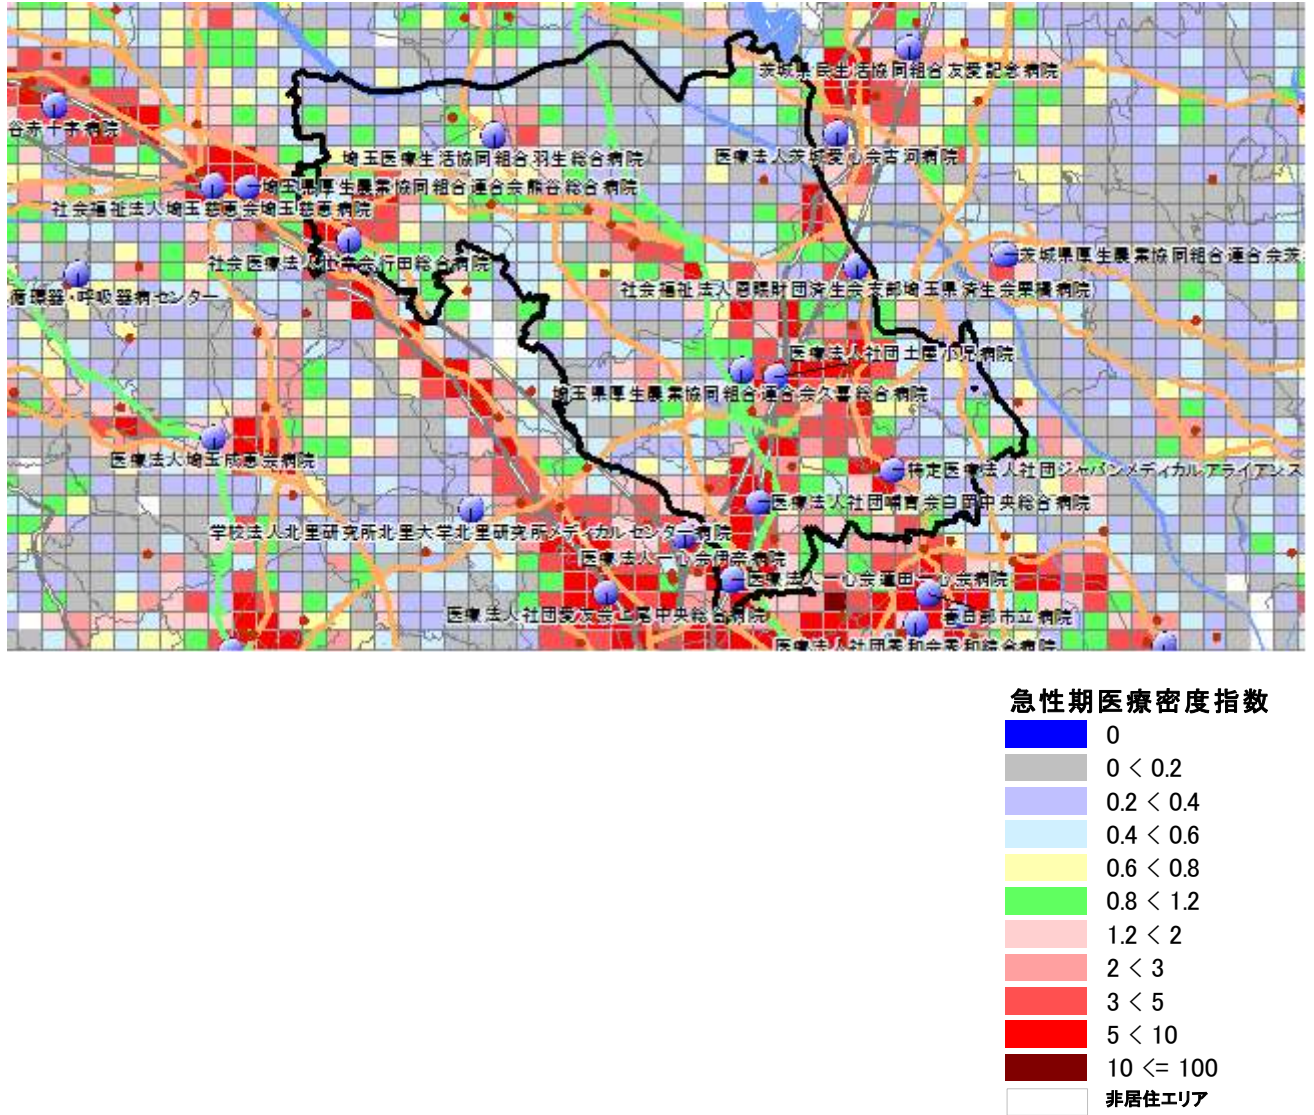 茨城県民生活協同組合友愛記念病院
谷赤十字病院
埼玉医療生活協同組合羽生総合病院
医療法人茨城愛心会古河病院
埼玉県厚生農業協同組合連合会熊谷総合病院
社会福祉法人埼玉慈恵会埼玉慈恵病院
社会医療法人壮幸会行田総合病院
茨城県厚生農業協同組合連合会茨
循環器・呼吸器病センター
社会福祉法人恩賜財団済生会支部埼玉県済生会栗橋病院
医療法人社団土屋小児病院
埼玉県厚生農業協同組合連合会久喜総合病院
医療法人埼玉成恵会病院
特定医療法人社団ジャパンメディカルアライアンス
医療法人社団哺育会白岡中央総合病院
学校法人北里研究所北里大学北里研究所メディカルセンター病院
医療法人一心会伊奈病院
医療法人一心会蓮田一心会病院
医療法人社団愛友会上尾中央総合病院
春日部市立病院
医療法人社団秀和会秀和総合病院
急性期医療密度指数
0
0 < 0.2
0.2 < 0.4
0.4 < 0.6
0.6 < 0.8
0.8 < 1.2
1.2 < 2
2 < 3
3 < 5
5 < 10
10 <= 100
非居住エリア